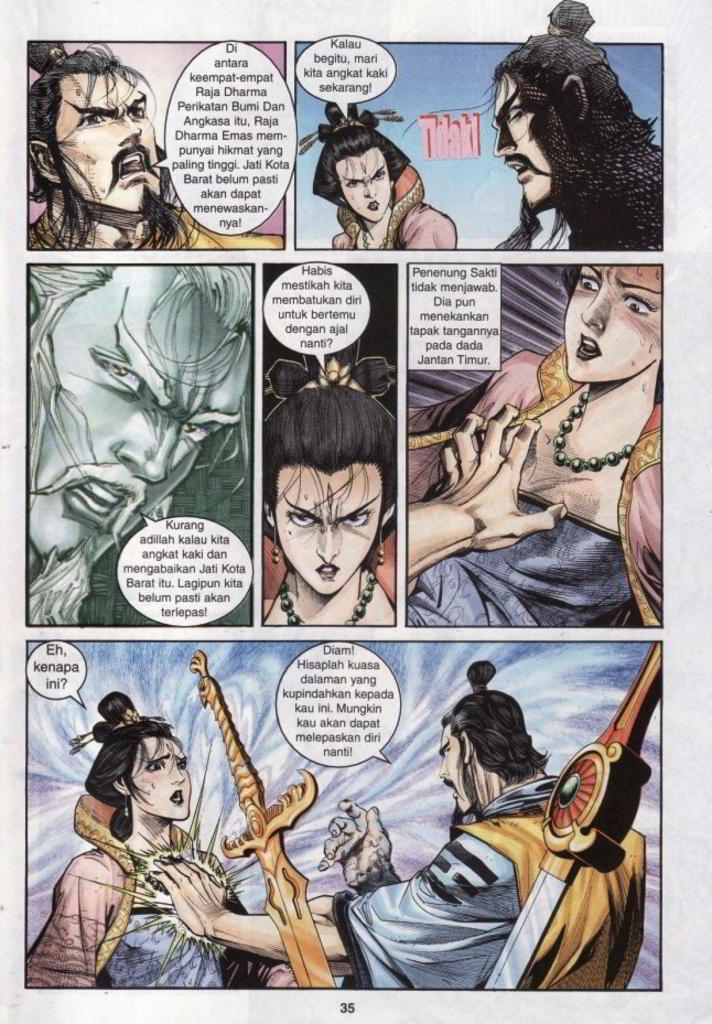 Di
antara
keempat-empat
Raja Dharma
Perikatan Bumi Dan
Angkasa itu, Raja
Dharma Emas mem-
punyai hikmat yang
paling tinggi. Jati Kota
Barat belum pasti
akan dapat
menewaskan-
nya!
Kalau
begitu, mari
kita angkat kaki
sekarang!
Tidak!
Kurang
adillah kalau kita
angkat kaki dan
mengabaikan Jati Kota
Barat itu. Lagipun kita
belum pasti akan
terlepas!
Habis
mestikah kita
membatukan diri
untuk bertemu
dengan ajal
nanti?
Penenung Sakti
tidak menjawab.
Dia pun
menekankan
tapak tangannya
pada dada
Jantan Timur.
Eh,
kenapa
ini?
Diam!
Hisaplah kuasa
dalaman yang
kupindahkan kepada
kau ini. Mungkin
kau akan dapat
melepaskan diri
nanti!
35